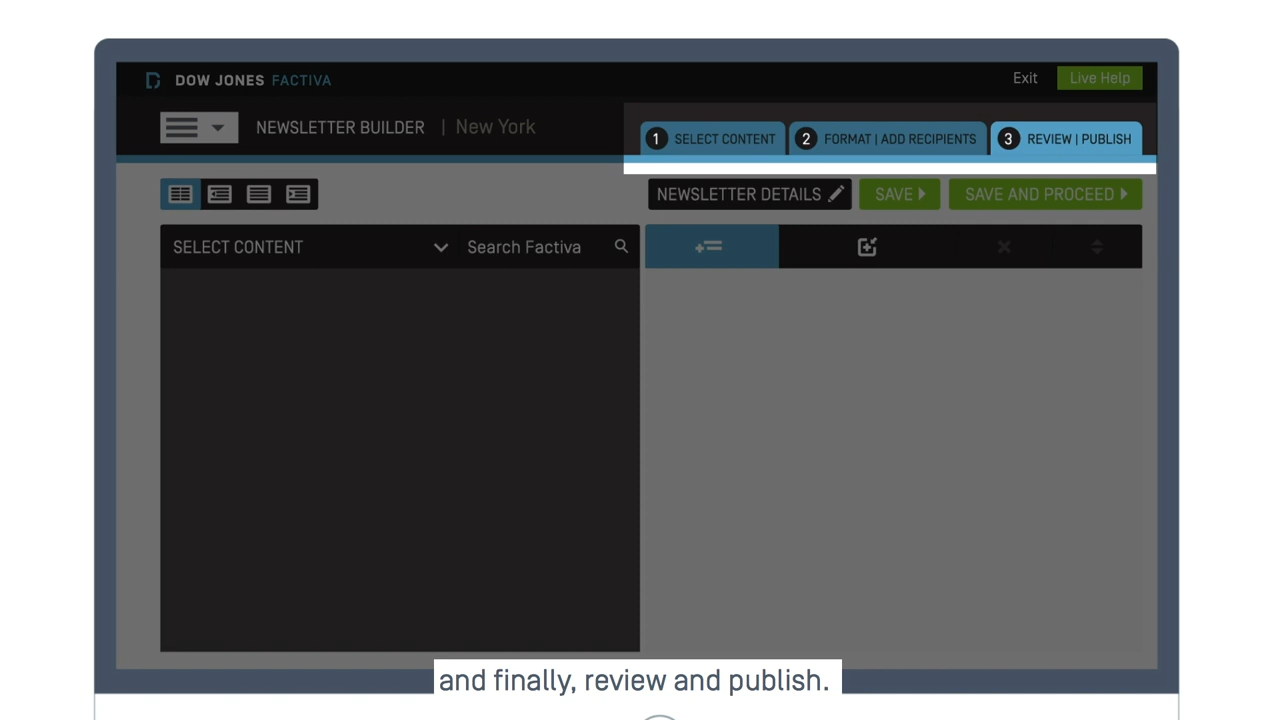 DOW JONES FACTIVA
Exit
Live Help
NEWSLETTER BUILDER | New York
1 SELECT CONTENT
2 FORMAT | ADD RECIPIENTS
3 REVIEW | PUBLISH
NEWSLETTER DETAILS
SAVE
SAVE AND PROCEED
SELECT CONTENT
Search Factiva
and finally, review and publish.